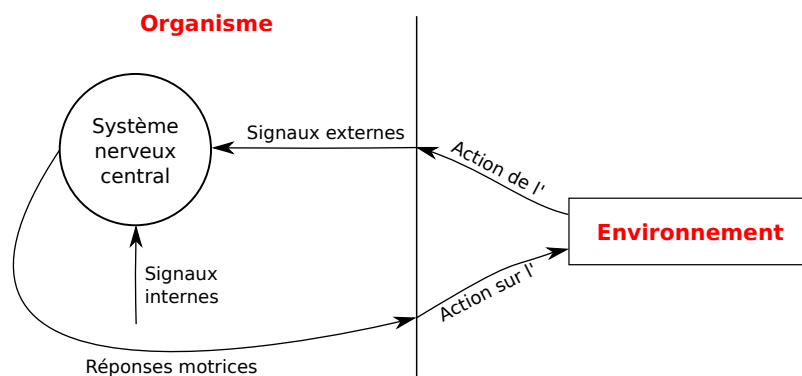 Organisme
Système
nerveux
central
Signaux externes
Action de l'
Environnement
Signaux
internes
Action sur l'
Réponses motrices